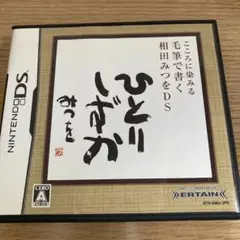 こころに染みる
毛筆で書く
相田みつをDS
ひとり
しずか
みつを
NINTENDO DS
CERO
A
ERTAIN